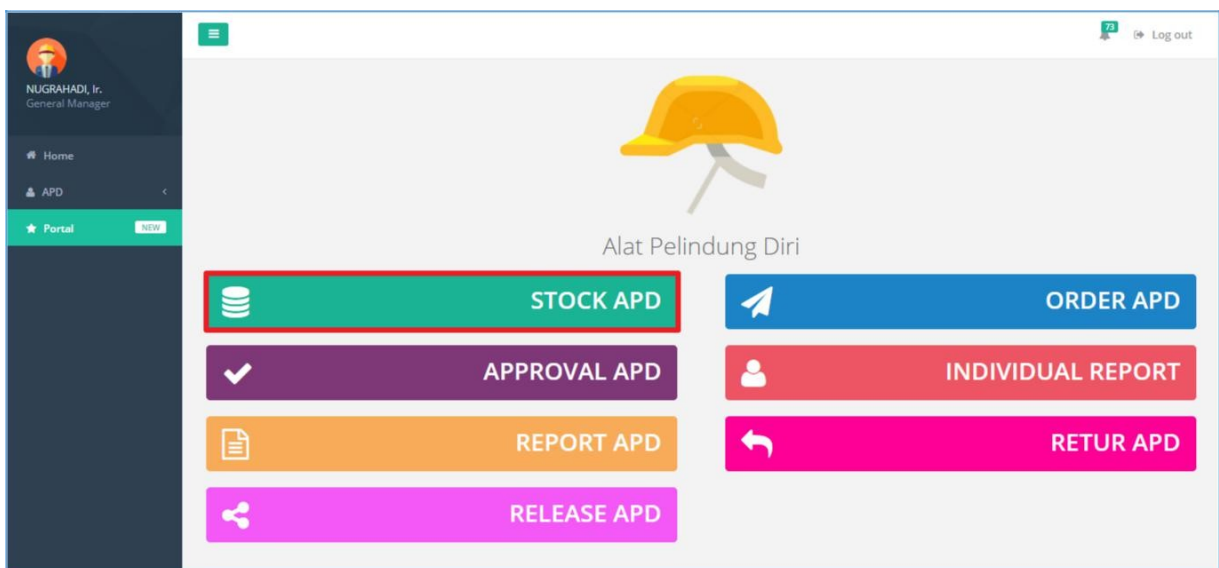 73
Log out
NUGRAHADI, Ir.
General Manager
Home
APD
Portal NEW
Alat Pelindung Diri
STOCK APD
ORDER APD
APPROVAL APD
INDIVIDUAL REPORT
REPORT APD
RETUR APD
RELEASE APD